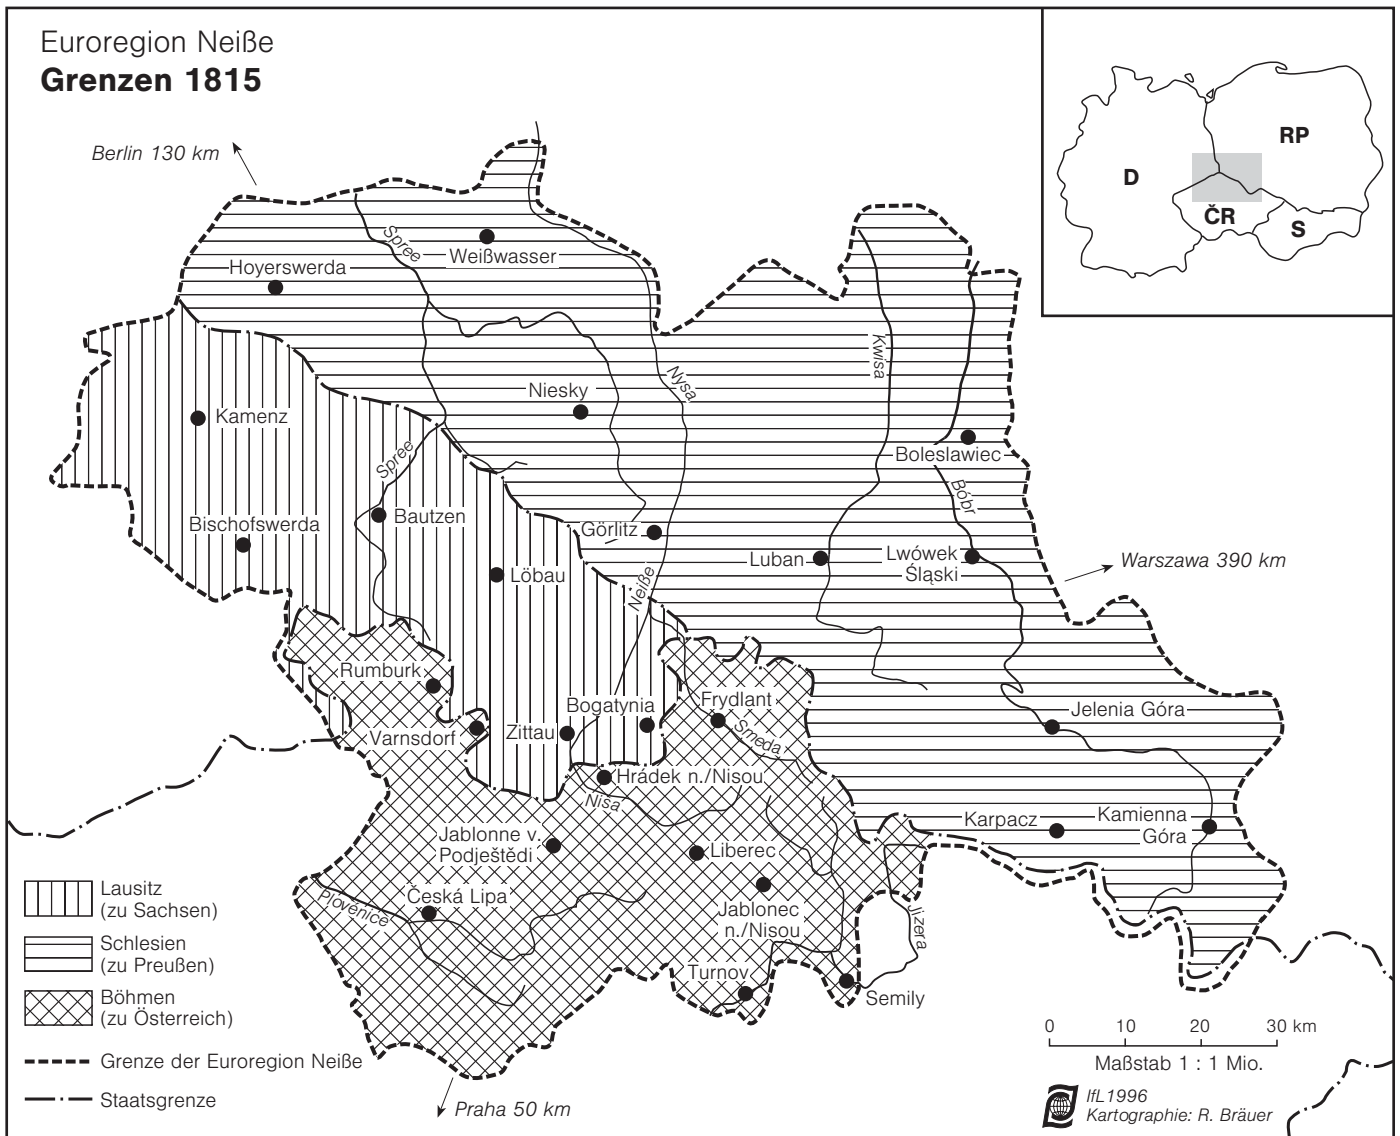 Euroregion Neiße
Grenzen 1815
Berlin 130 km
D
RP
ČR
S
Spree
Weißwasser
Hoyerswerda
Kwisa
Nysa
Niesky
Kamenz
Boleslawiec
Spree
Bóbr
Bautzen
Bischofswerda
Görlitz
Luban
Lwówek
Śląski
Warszawa 390 km
Löbau
Neiße
Rumburk
Bogatynia
Frydlant
Jelenia Góra
Varnsdorf
Zittau
Smeda
Hrádek n./Nisou
Nisa
Karpacz
Kamienna
Góra
Jablonne v.
Podještědi
Liberec
Česká Lipa
Plovênice
Jablonec
n./Nisou
Jizera
Turnov
Semily
Lausitz
(zu Sachsen)
Schlesien
(zu Preußen)
Böhmen
(zu Österreich)
Grenze der Euroregion Neiße
Staatsgrenze
Praha 50 km
0 10 20 30 km
Maßstab 1 : 1 Mio.
IfL1996
Kartographie: R. Bräuer